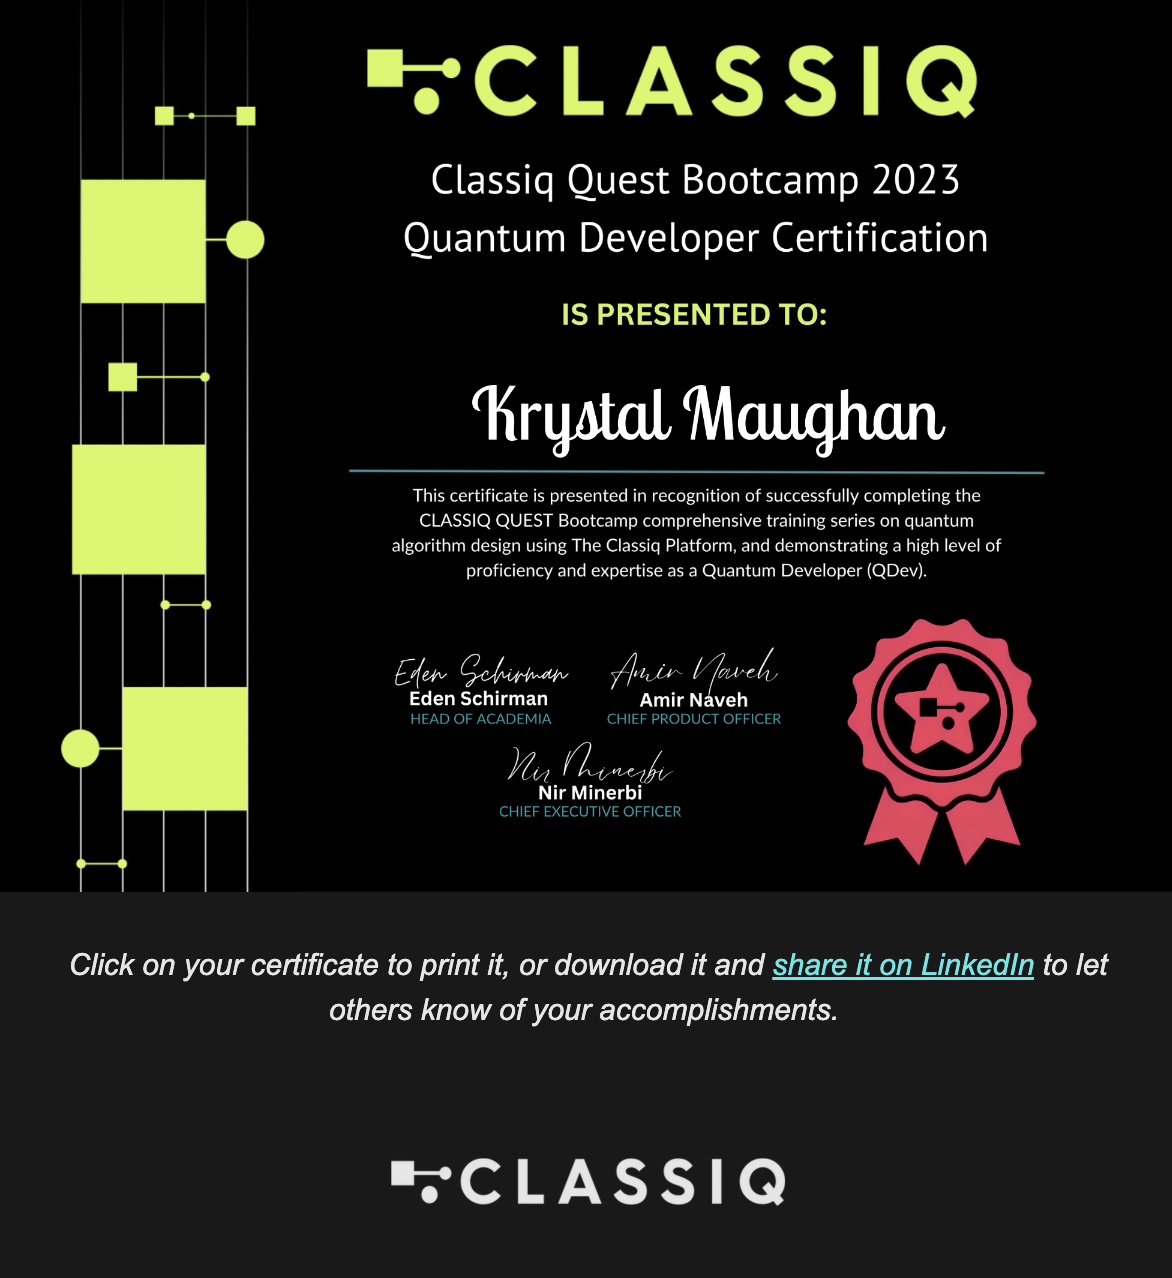 CLASSIQ
Classiq Quest Bootcamp 2023
Quantum Developer Certification
IS PRESENTED TO:
Krystal Maughan
This certificate is presented in recognition of successfully completing the
CLASSIQ QUEST Bootcamp comprehensive training series on quantum
algorithm design using The Classiq Platform, and demonstrating a high level of
proficiency and expertise as a Quantum Developer (QDev).
Eden Schirman
Eden Schirman
HEAD OF ACADEMIA
Amir Naveh
Amir Naveh
CHIEF PRODUCT OFFICER
Nir Minerbi
Nir Minerbi
CHIEF EXECUTIVE OFFICER
Click on your certificate to print it, or download it and share it on LinkedIn to let
others know of your accomplishments.
CLASSIQ